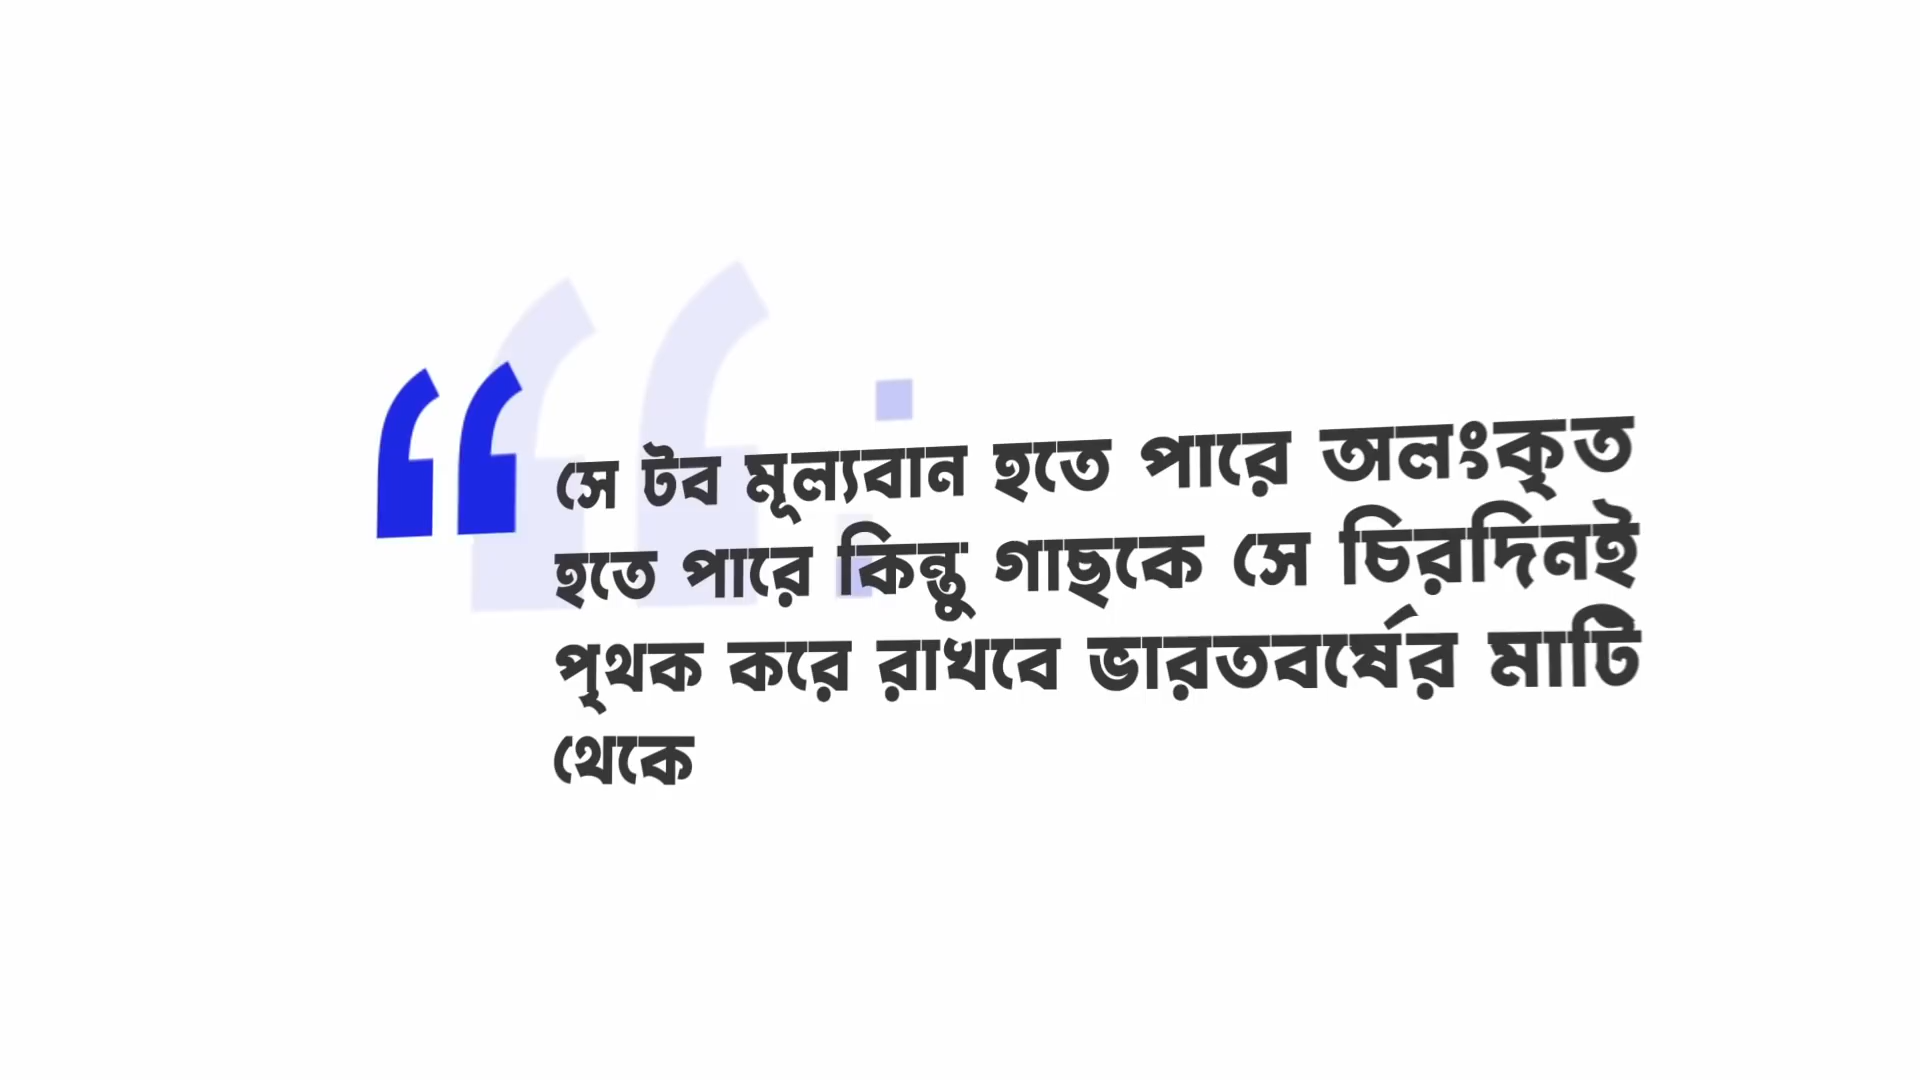 সে টব মূল্যবান হতে পারে অলংকৃত
হতে পারে কিন্তু গাছকে সে চিরদিনই
পৃথক করে রাখবে ভারতবর্ষের মাটি
থেকে